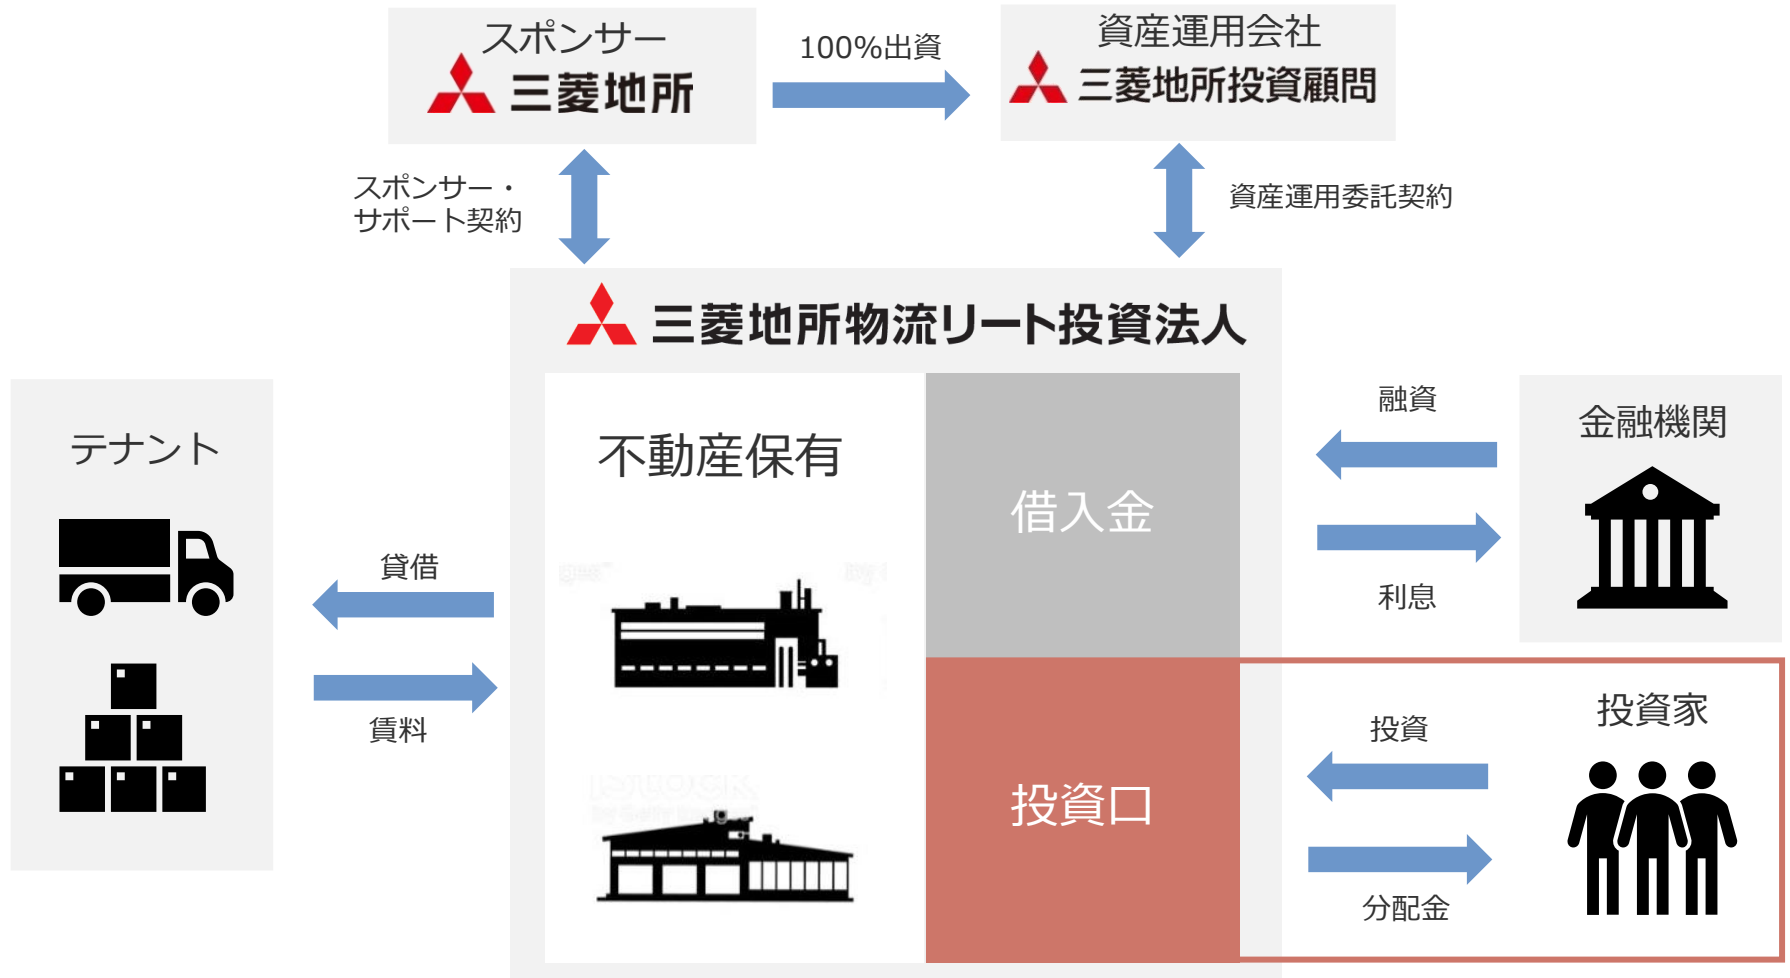 スポンサー
三菱地所
100%出資
資産運用会社
三菱地所投資顧問
スポンサー・
サポート契約
資産運用委託契約
三菱地所物流リート投資法人
テナント
貸借
賃料
不動産保有
借入金
投資口
融資
利息
金融機関
投資
分配金
投資家